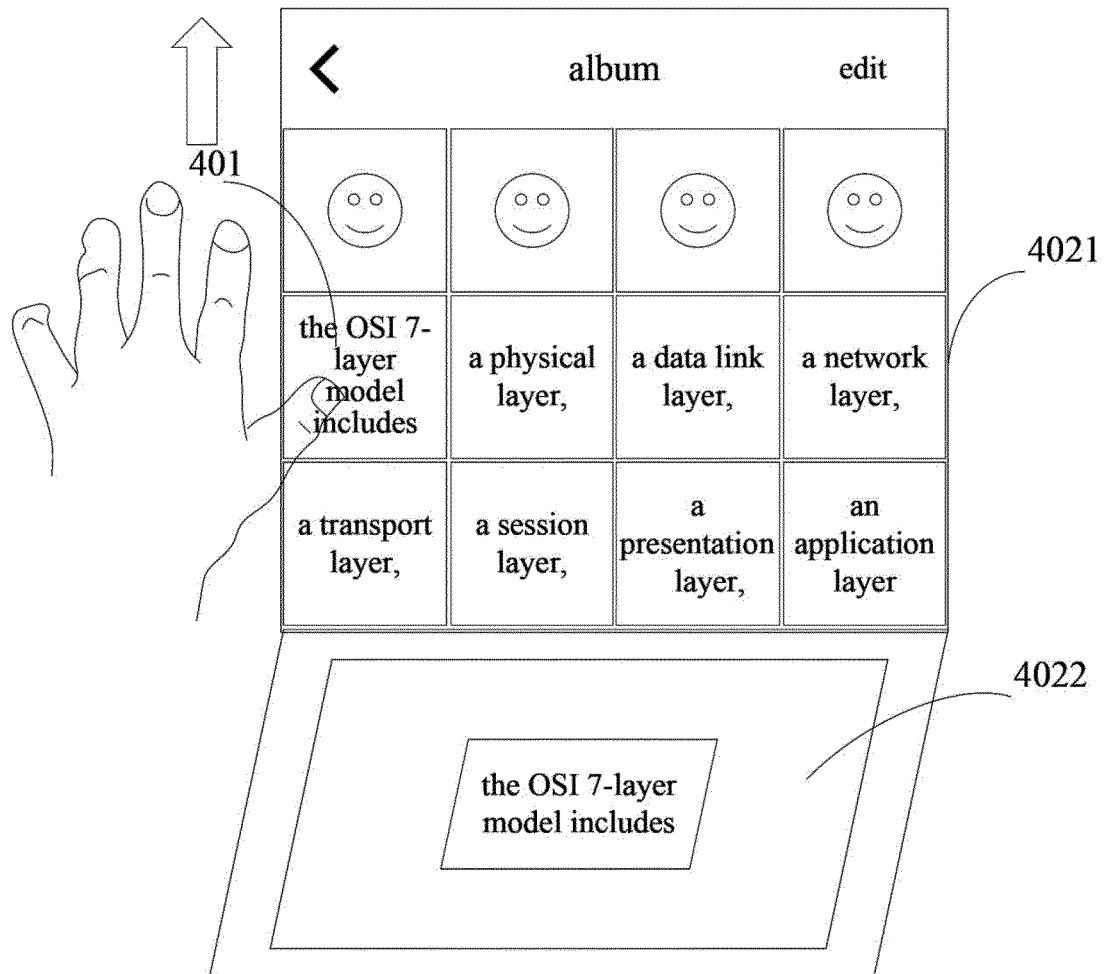 album
edit
401
4021
the OSI 7-
layer
model
includes
a physical
layer,
a data link
layer,
a network
layer,
a transport
layer,
a session
layer,
a
presentation
layer,
an
application
layer
4022
the OSI 7-layer
model includes